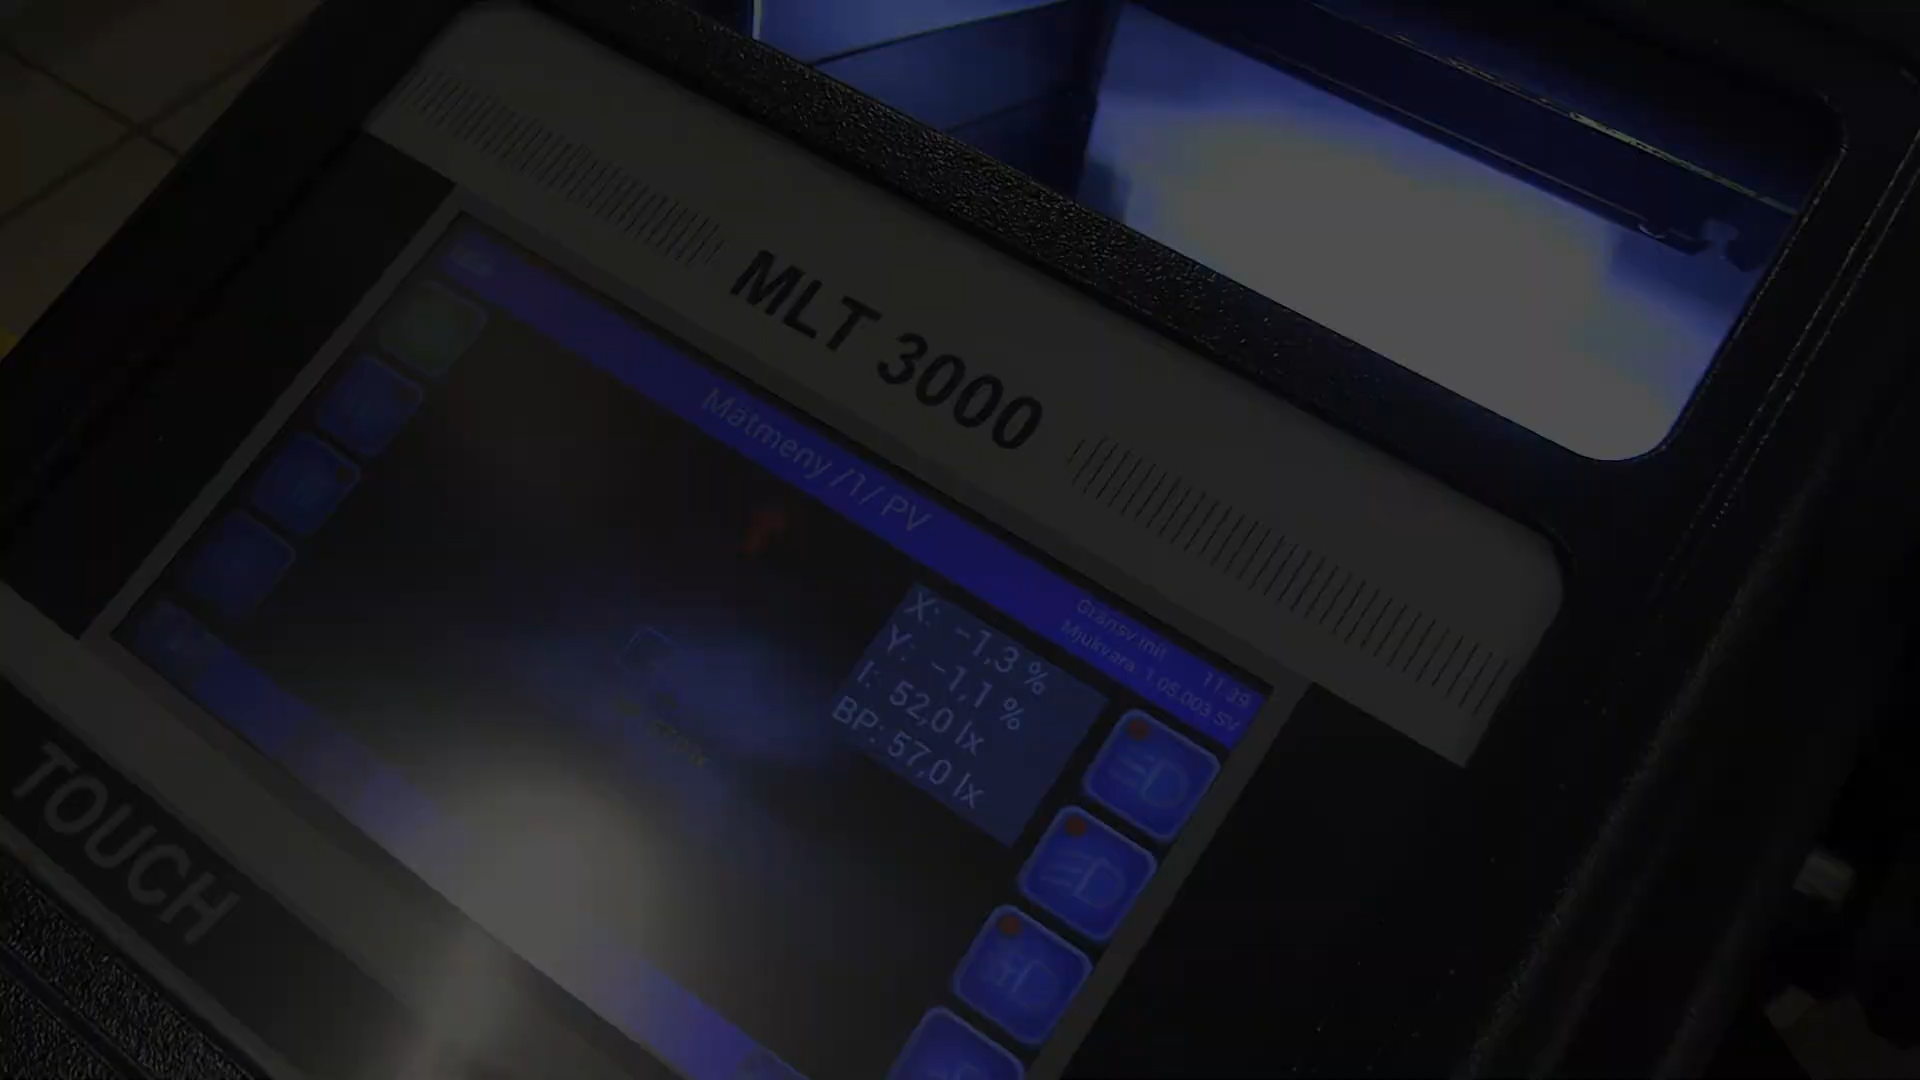 MLT 3000
Mätmeny /1/ PV
Gränsv.mit
11:39
Mjukvara. 1.05.003 SV
X: -1,3 %
Y: -1,1 %
I: 52,0 lx
BP: 57,0 lx
TOUCH